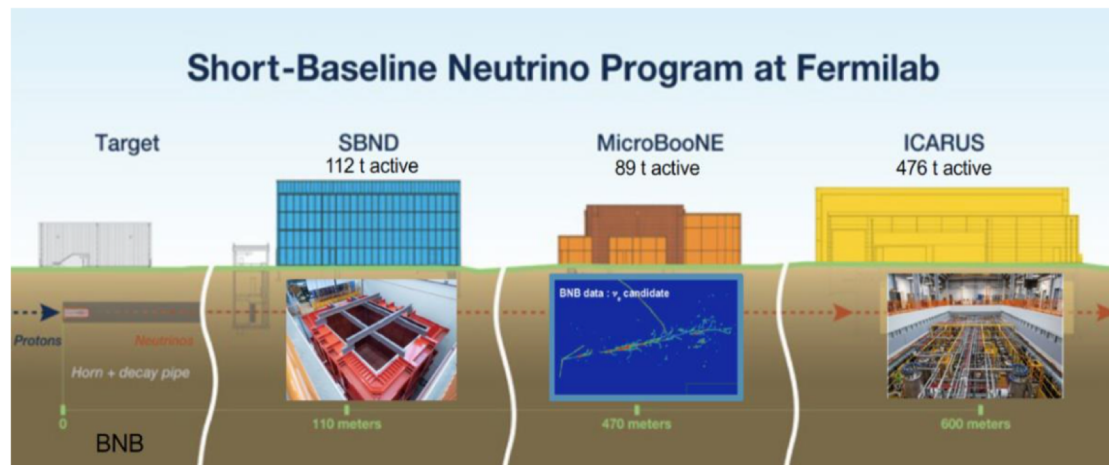 Short-Baseline Neutrino Program at Fermilab
Target
SBND
112 t active
MicroBooNE
89 t active
ICARUS
476 t active
BNB data : νe candidate
Protons
Neutrinos
Horn + decay pipe
0
110 meters
470 meters
600 meters
BNB